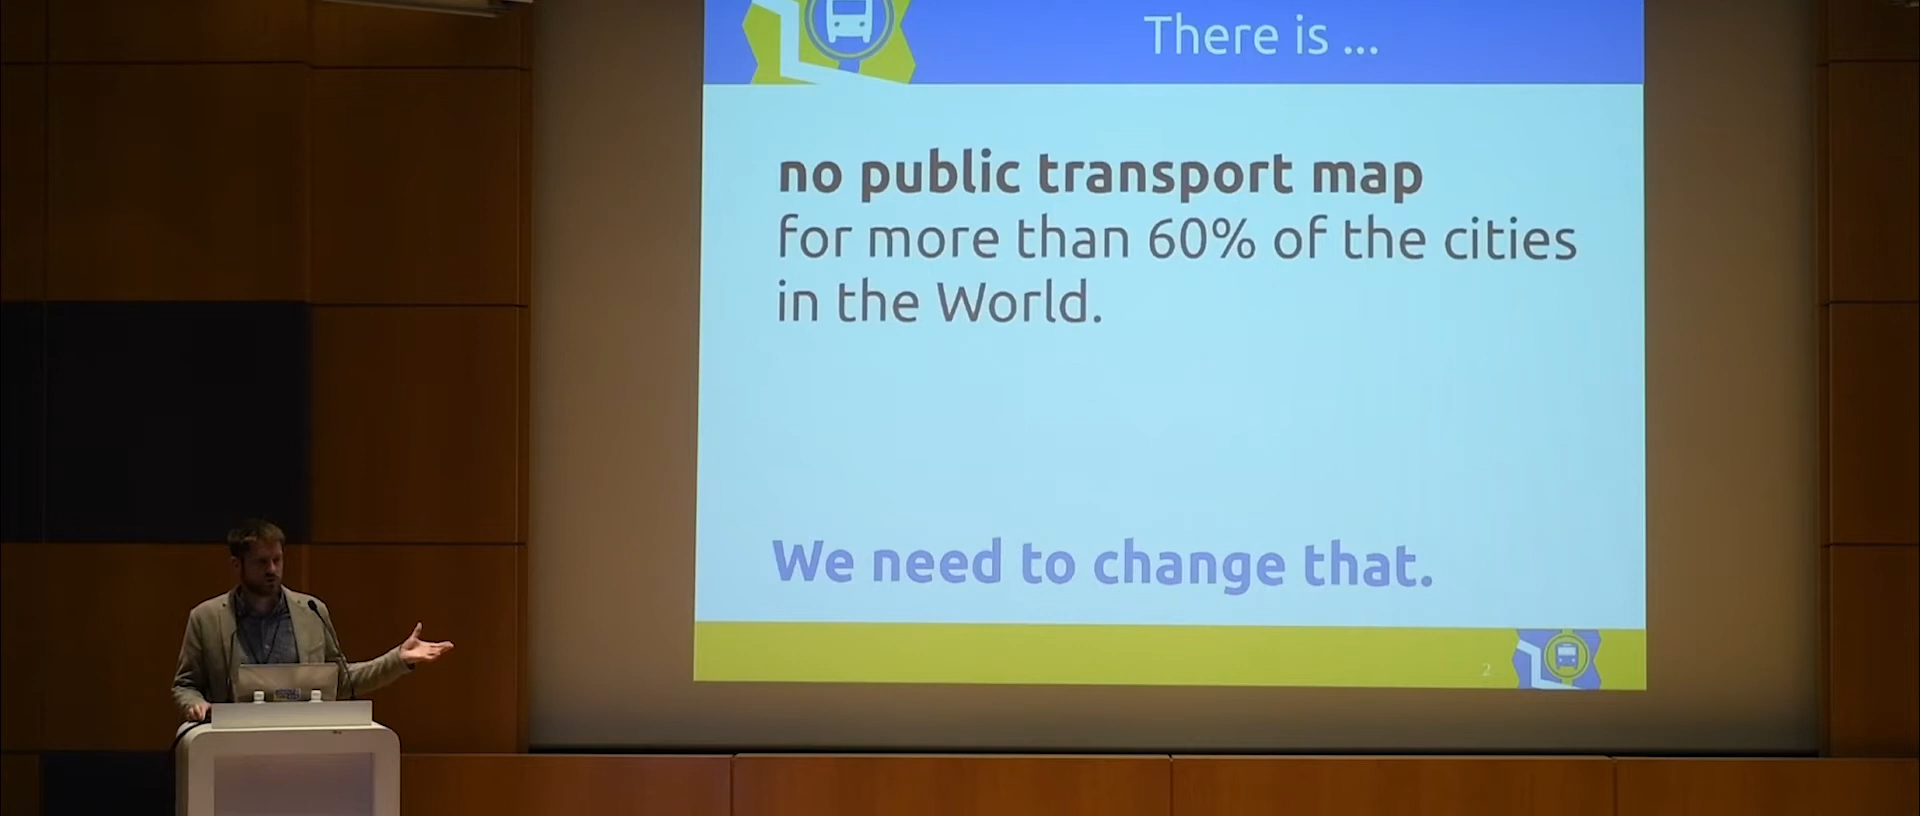 There is ...
no public transport map
for more than 60% of the cities
in the World.
We need to change that.
2